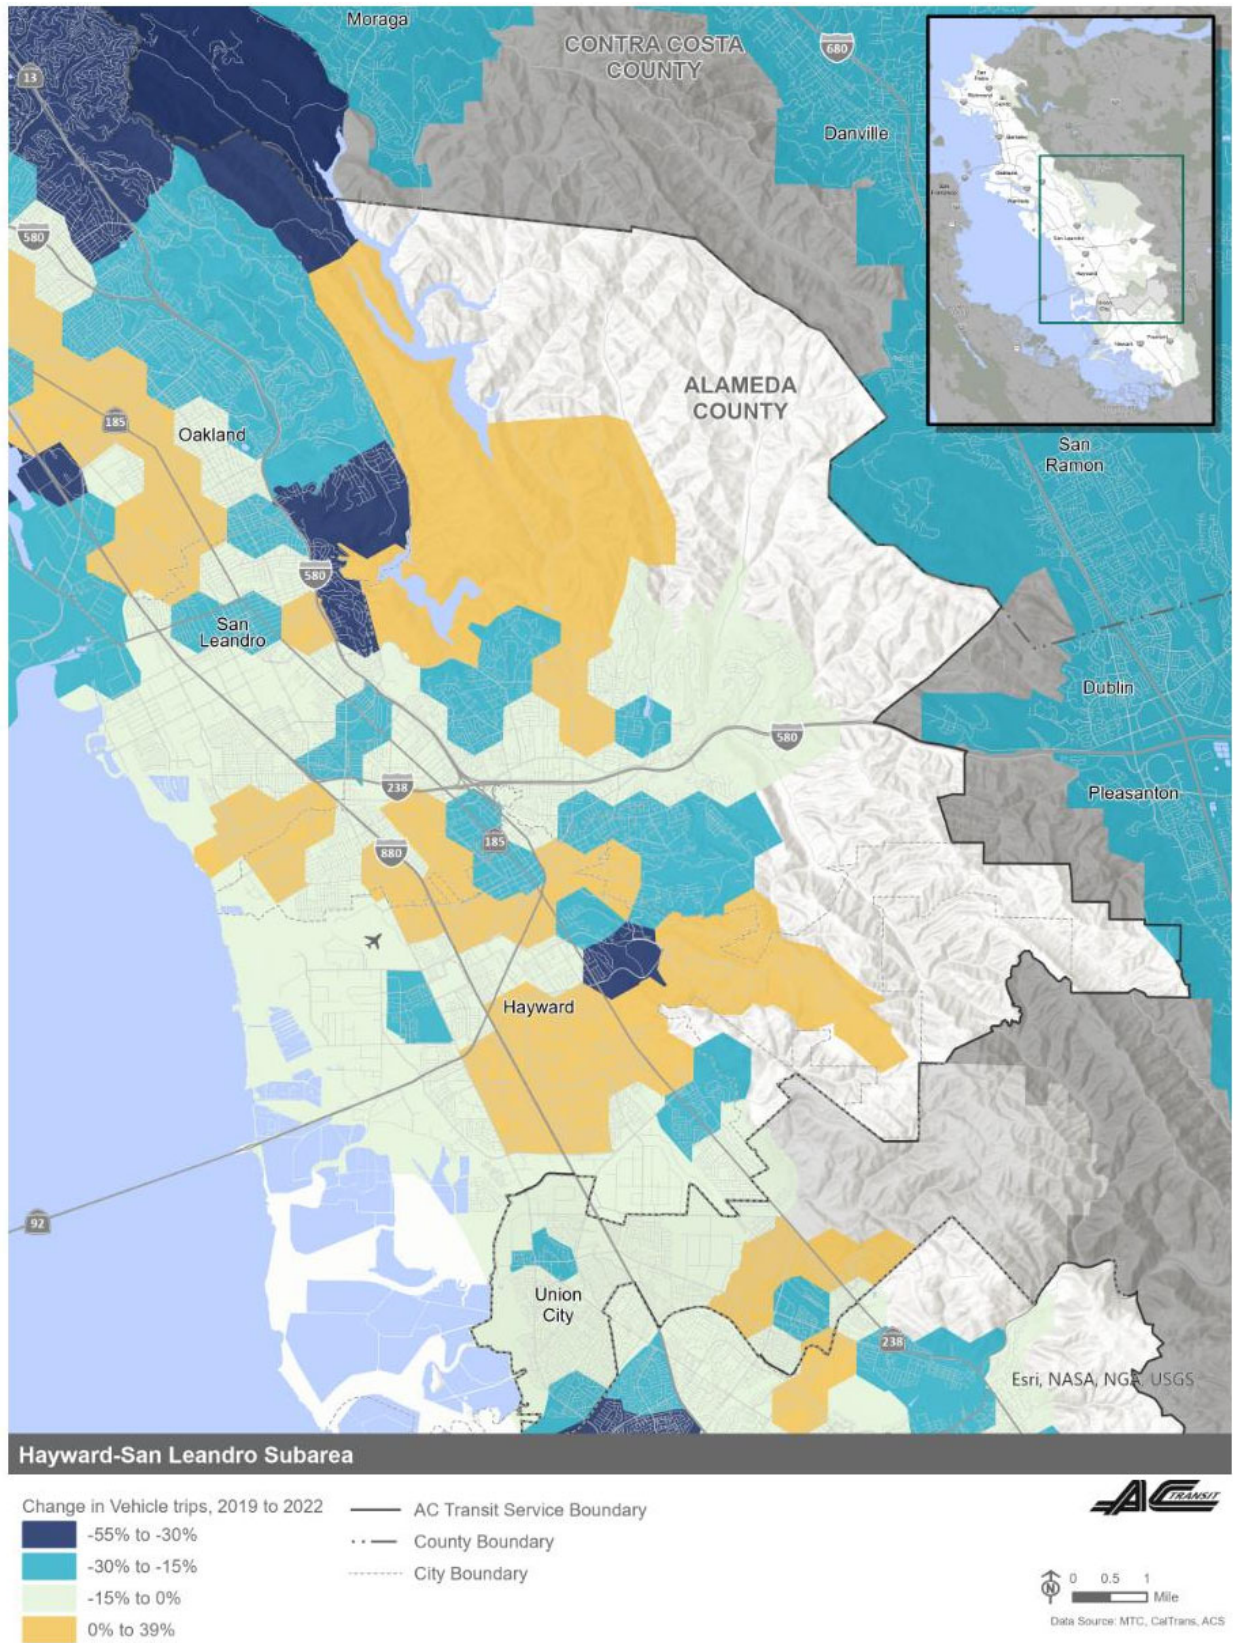 Moraga
CONTRA COSTA
COUNTY
680
13
Danville
580
ALAMEDA
COUNTY
185
Oakland
San
Ramon
580
San
Leandro
Dublin
580
238
Pleasanton
185
880
Hayward
92
Union
City
238
Esri, NASA, NGA, USGS
Hayward-San Leandro Subarea
Change in Vehicle trips, 2019 to 2022
-55% to -30%
-30% to -15%
-15% to 0%
0% to 39%
AC Transit Service Boundary
County Boundary
City Boundary
AC TRANSIT
N
0 0.5 1
Mile
Data Source: MTC, CalTrans, ACS